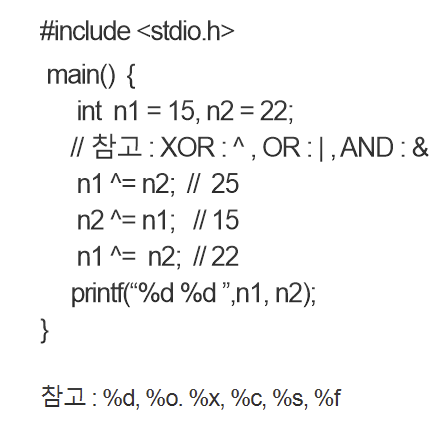 #include <stdio.h>
main() {
int n1 = 15, n2 = 22;
// 참고 : XOR : ^ , OR : | , AND : &
n1 ^= n2; // 25
n2 ^= n1; // 15
n1 ^= n2; // 22
printf(“%d %d ”,n1, n2);
}
참고 : %d, %o. %x, %c, %s, %f